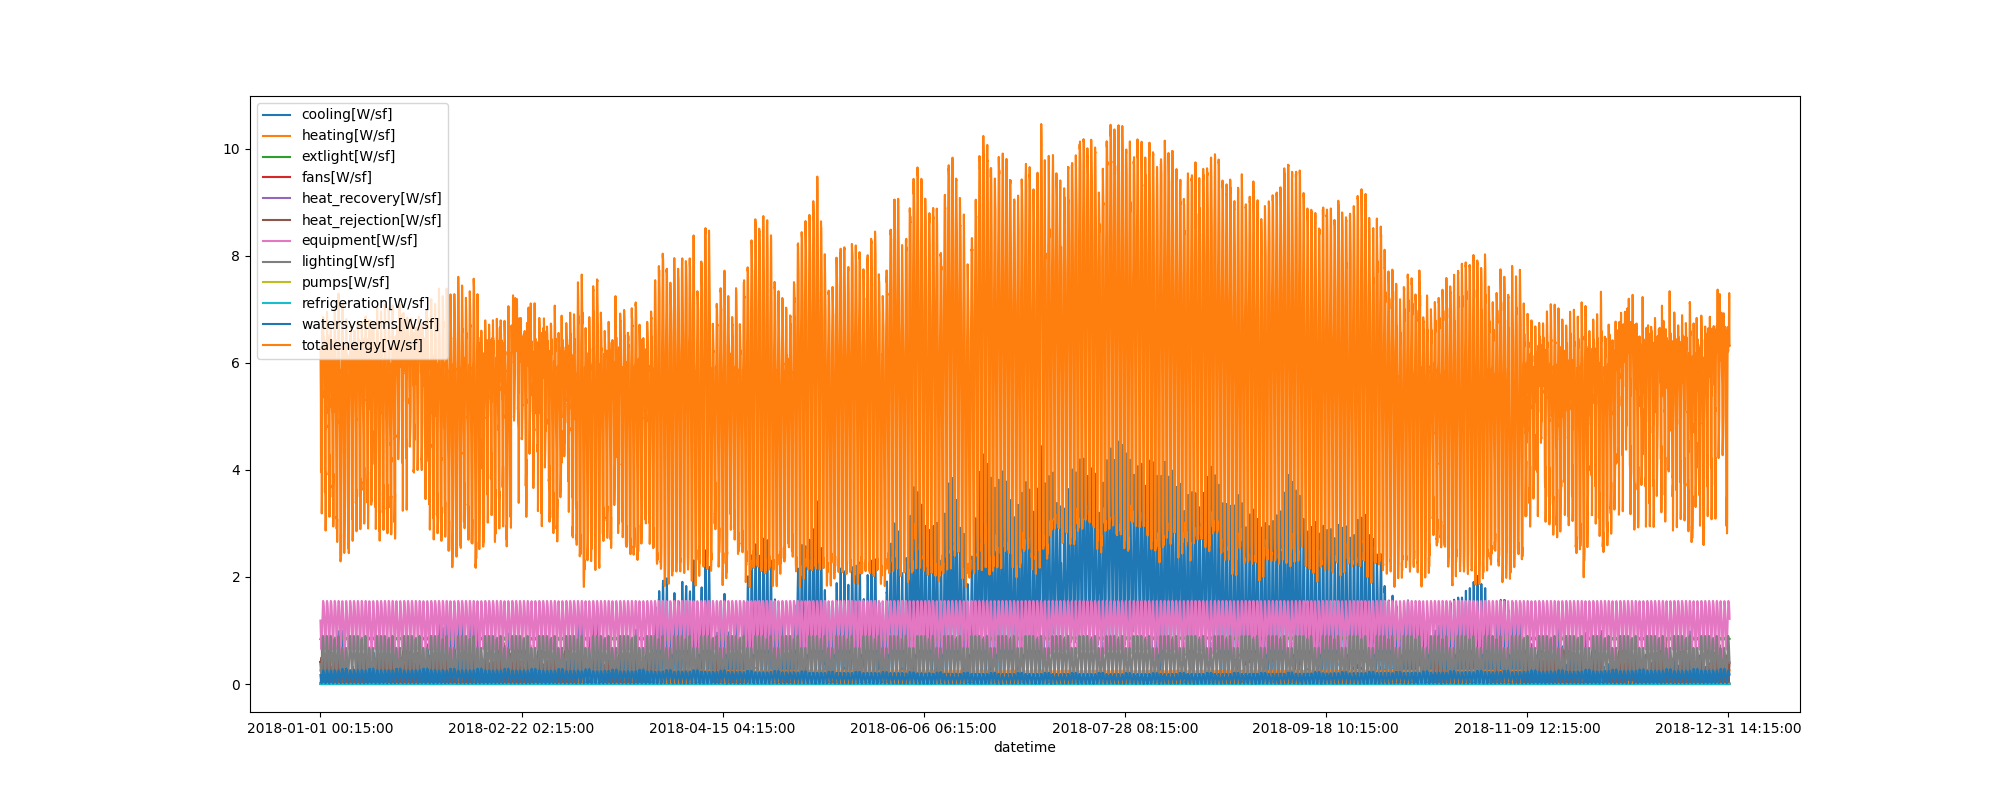 cooling[W/sf]
heating[W/sf]
extlight[W/sf]
fans[W/sf]
heat_recovery[W/sf]
heat_rejection[W/sf]
equipment[W/sf]
lighting[W/sf]
pumps[W/sf]
refrigeration[W/sf]
watersystems[W/sf]
totalenergy[W/sf]
10
8
6
4
2
0
2018-01-01 00:15:00 2018-02-22 02:15:00 2018-04-15 04:15:00 2018-06-06 06:15:00 2018-07-28 08:15:00 2018-09-18 10:15:00 2018-11-09 12:15:00 2018-12-31 14:15:00
datetime